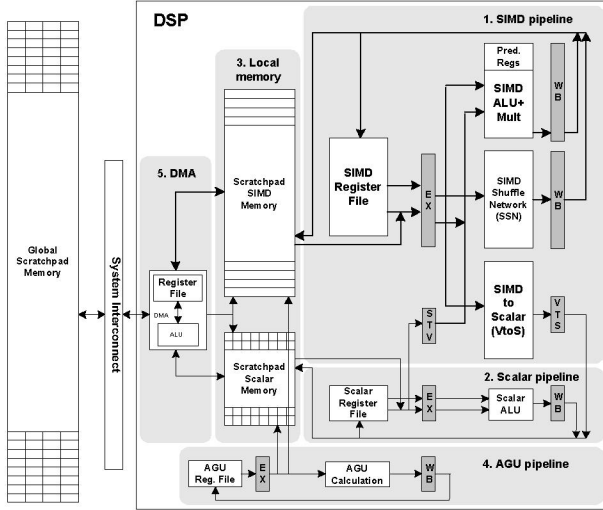 DSP
1. SIMD pipeline
Pred.
Regs
SIMD
ALU+
Mult
W
B
3. Local
memory
SIMD
Register
File
E
X
SIMD
Shuffle
Network
(SSN)
W
B
5. DMA
Scratchpad
SIMD
Memory
Global
Scratchpad
Memory
System Interconnect
Register
File
DMA
ALU
S
T
V
SIMD
to
Scalar
(VtoS)
V
T
S
Scratchpad
Scalar
Memory
2. Scalar pipeline
Scalar
Register
File
E
X
Scalar
ALU
W
B
4. AGU pipeline
AGU
Reg. File
E
X
AGU
Calculation
W
B